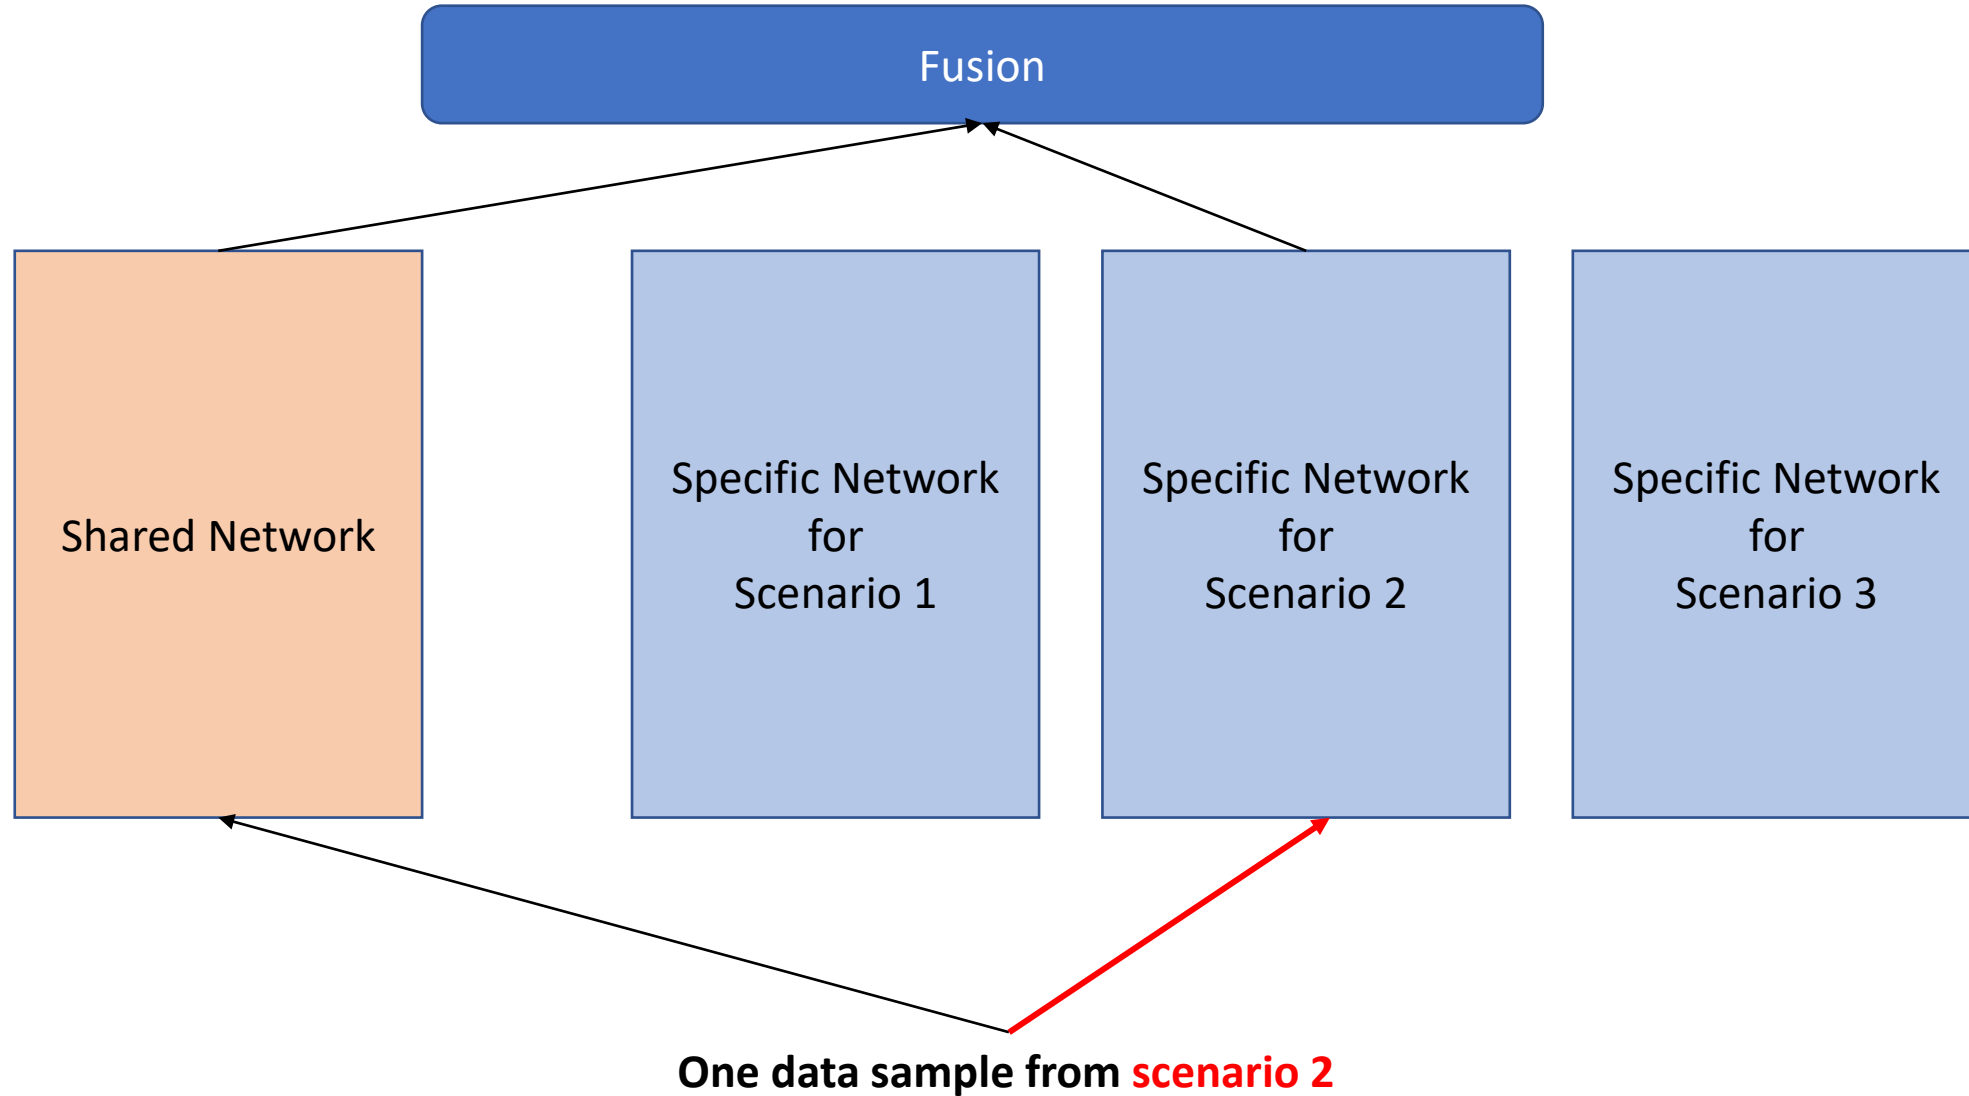 Fusion
Shared Network
Specific Network
for
Scenario 1
Specific Network
for
Scenario 2
Specific Network
for
Scenario 3
One data sample from scenario 2